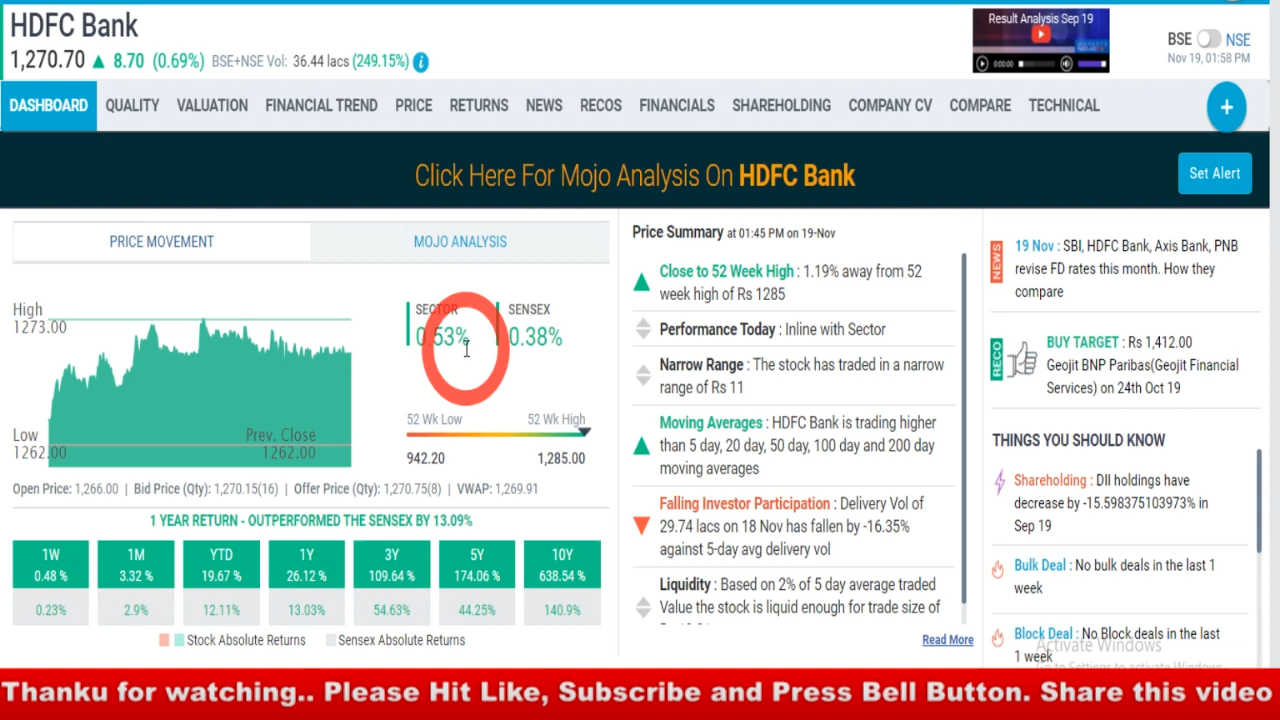 HDFC Bank
1,270.70 ▲ 8.70 (0.69%) BSE+NSE Vol: 36.44 lacs (249.15%) i
Result Analysis Sep 19
0:00:00
BSE NSE
Nov 19, 01:58 PM
DASHBOARD QUALITY VALUATION FINANCIAL TREND PRICE RETURNS NEWS RECOS FINANCIALS SHAREHOLDING COMPANY CV COMPARE TECHNICAL
+
Click Here For Mojo Analysis On HDFC Bank
Set Alert
PRICE MOVEMENT MOJO ANALYSIS
High
1273.00
Low
1262.00
Prev. Close
1262.00
SECTOR
0.53%
SENSEX
0.38%
52 Wk Low 52 Wk High
942.20 1,285.00
Open Price: 1,266.00 | Bid Price (Qty): 1,270.15(16) | Offer Price (Qty): 1,270.75(8) | VWAP: 1,269.91
1 YEAR RETURN - OUTPERFORMED THE SENSEX BY 13.09%
1W 1M YTD 1Y 3Y 5Y 10Y
0.48 % 3.32 % 19.67 % 26.12 % 109.64 % 174.06 % 638.54 %
0.23% 2.9% 12.11% 13.03% 54.63% 44.25% 140.9%
Stock Absolute Returns Sensex Absolute Returns
Price Summary at 01:45 PM on 19-Nov
Close to 52 Week High : 1.19% away from 52
week high of Rs 1285
Performance Today : Inline with Sector
Narrow Range : The stock has traded in a narrow
range of Rs 11
Moving Averages : HDFC Bank is trading higher
than 5 day, 20 day, 50 day, 100 day and 200 day
moving averages
Falling Investor Participation : Delivery Vol of
29.74 lacs on 18 Nov has fallen by -16.35%
against 5-day avg delivery vol
Liquidity : Based on 2% of 5 day average traded
Value the stock is liquid enough for trade size of
Read More
NEWS
19 Nov : SBI, HDFC Bank, Axis Bank, PNB
revise FD rates this month. How they
compare
RECO
BUY TARGET: Rs 1,412.00
Geojit BNP Paribas(Geojit Financial
Services) on 24th Oct 19
THINGS YOU SHOULD KNOW
Shareholding : DII holdings have
decrease by -15.598375103973% in
Sep 19
Bulk Deal : No bulk deals in the last 1
week
Block Deal : No Block deals in the last
1 week
Activate Windows
Go to Settings to activate Windows.
Thanku for watching.. Please Hit Like, Subscribe and Press Bell Button. Share this video